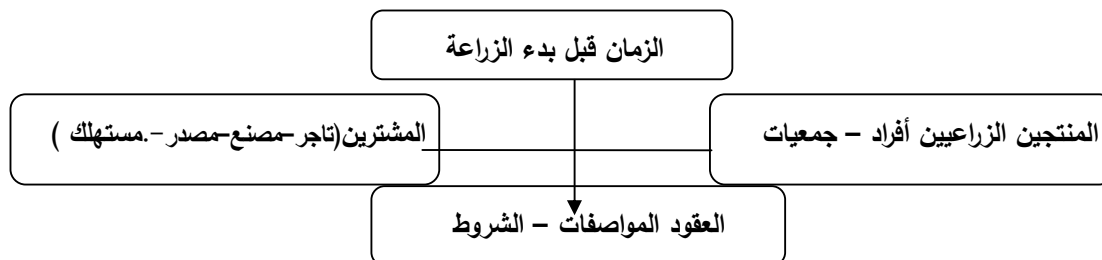 الزمان قبل بدء الزراعة
المنتجين الزراعيين أفراد – جمعيات
المشترين(تاجر-مصنع-مصدر -.مستهلك )
العقود المواصفات – الشروط